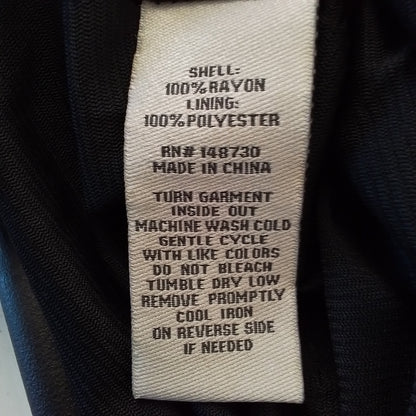 SHELL:
100% RAYON
LINING:
100% POLYESTER
RN# 148730
MADE IN CHINA
TURN GARMENT
INSIDE OUT
MACHINE WASH COLD
GENTLE CYCLE
WITH LIKE COLORS
DO NOT BLEACH
TUMBLE DRY LOW
REMOVE PROMPTLY
COOL IRON
ON REVERSE SIDE
IF NEEDED